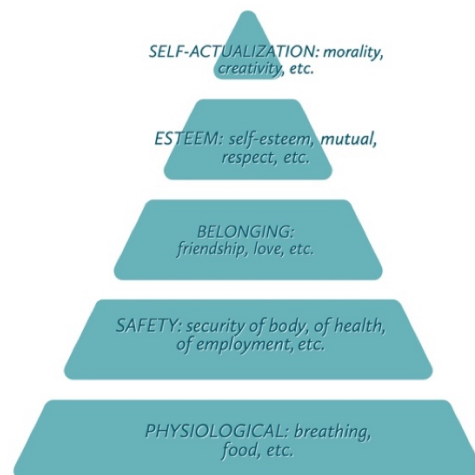 SELF-ACTUALIZATION: morality,
creativity, etc.
ESTEEM: self-esteem, mutual,
respect, etc.
BELONGING:
friendship, love, etc.
SAFETY: security of body, of health,
of employment, etc.
PHYSIOLOGICAL: breathing,
food, etc.